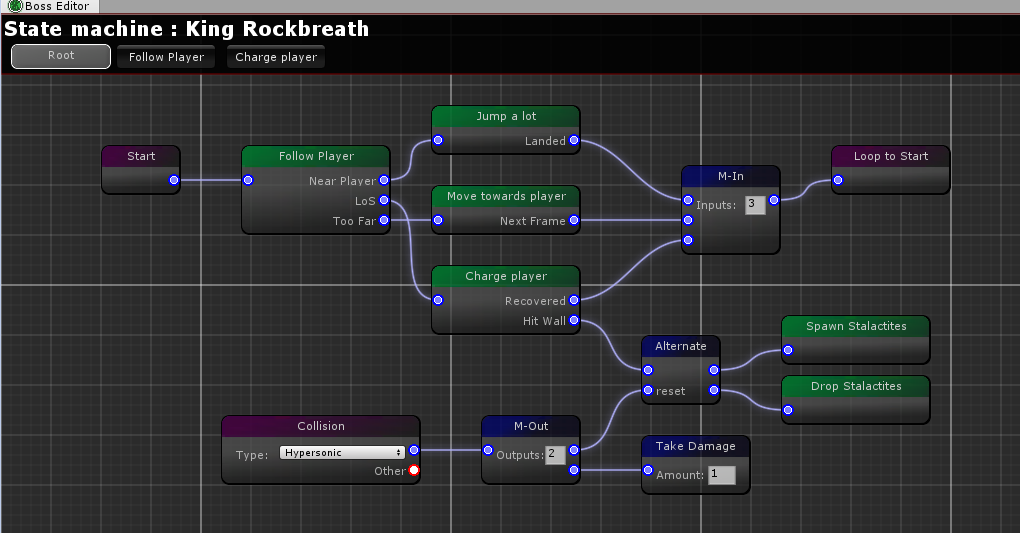 Boss Editor
State machine : King Rockbreath
Root Follow Player Charge player
Start
Follow Player
Near Player
LoS
Too Far
Jump a lot
Landed
Move towards player
Next Frame
Charge player
Recovered
Hit Wall
M-In
Inputs: 3
Loop to Start
Alternate
reset
Spawn Stalactites
Drop Stalactites
Collision
Type: Hypersonic
Other
M-Out
Outputs: 2
Take Damage
Amount: 1